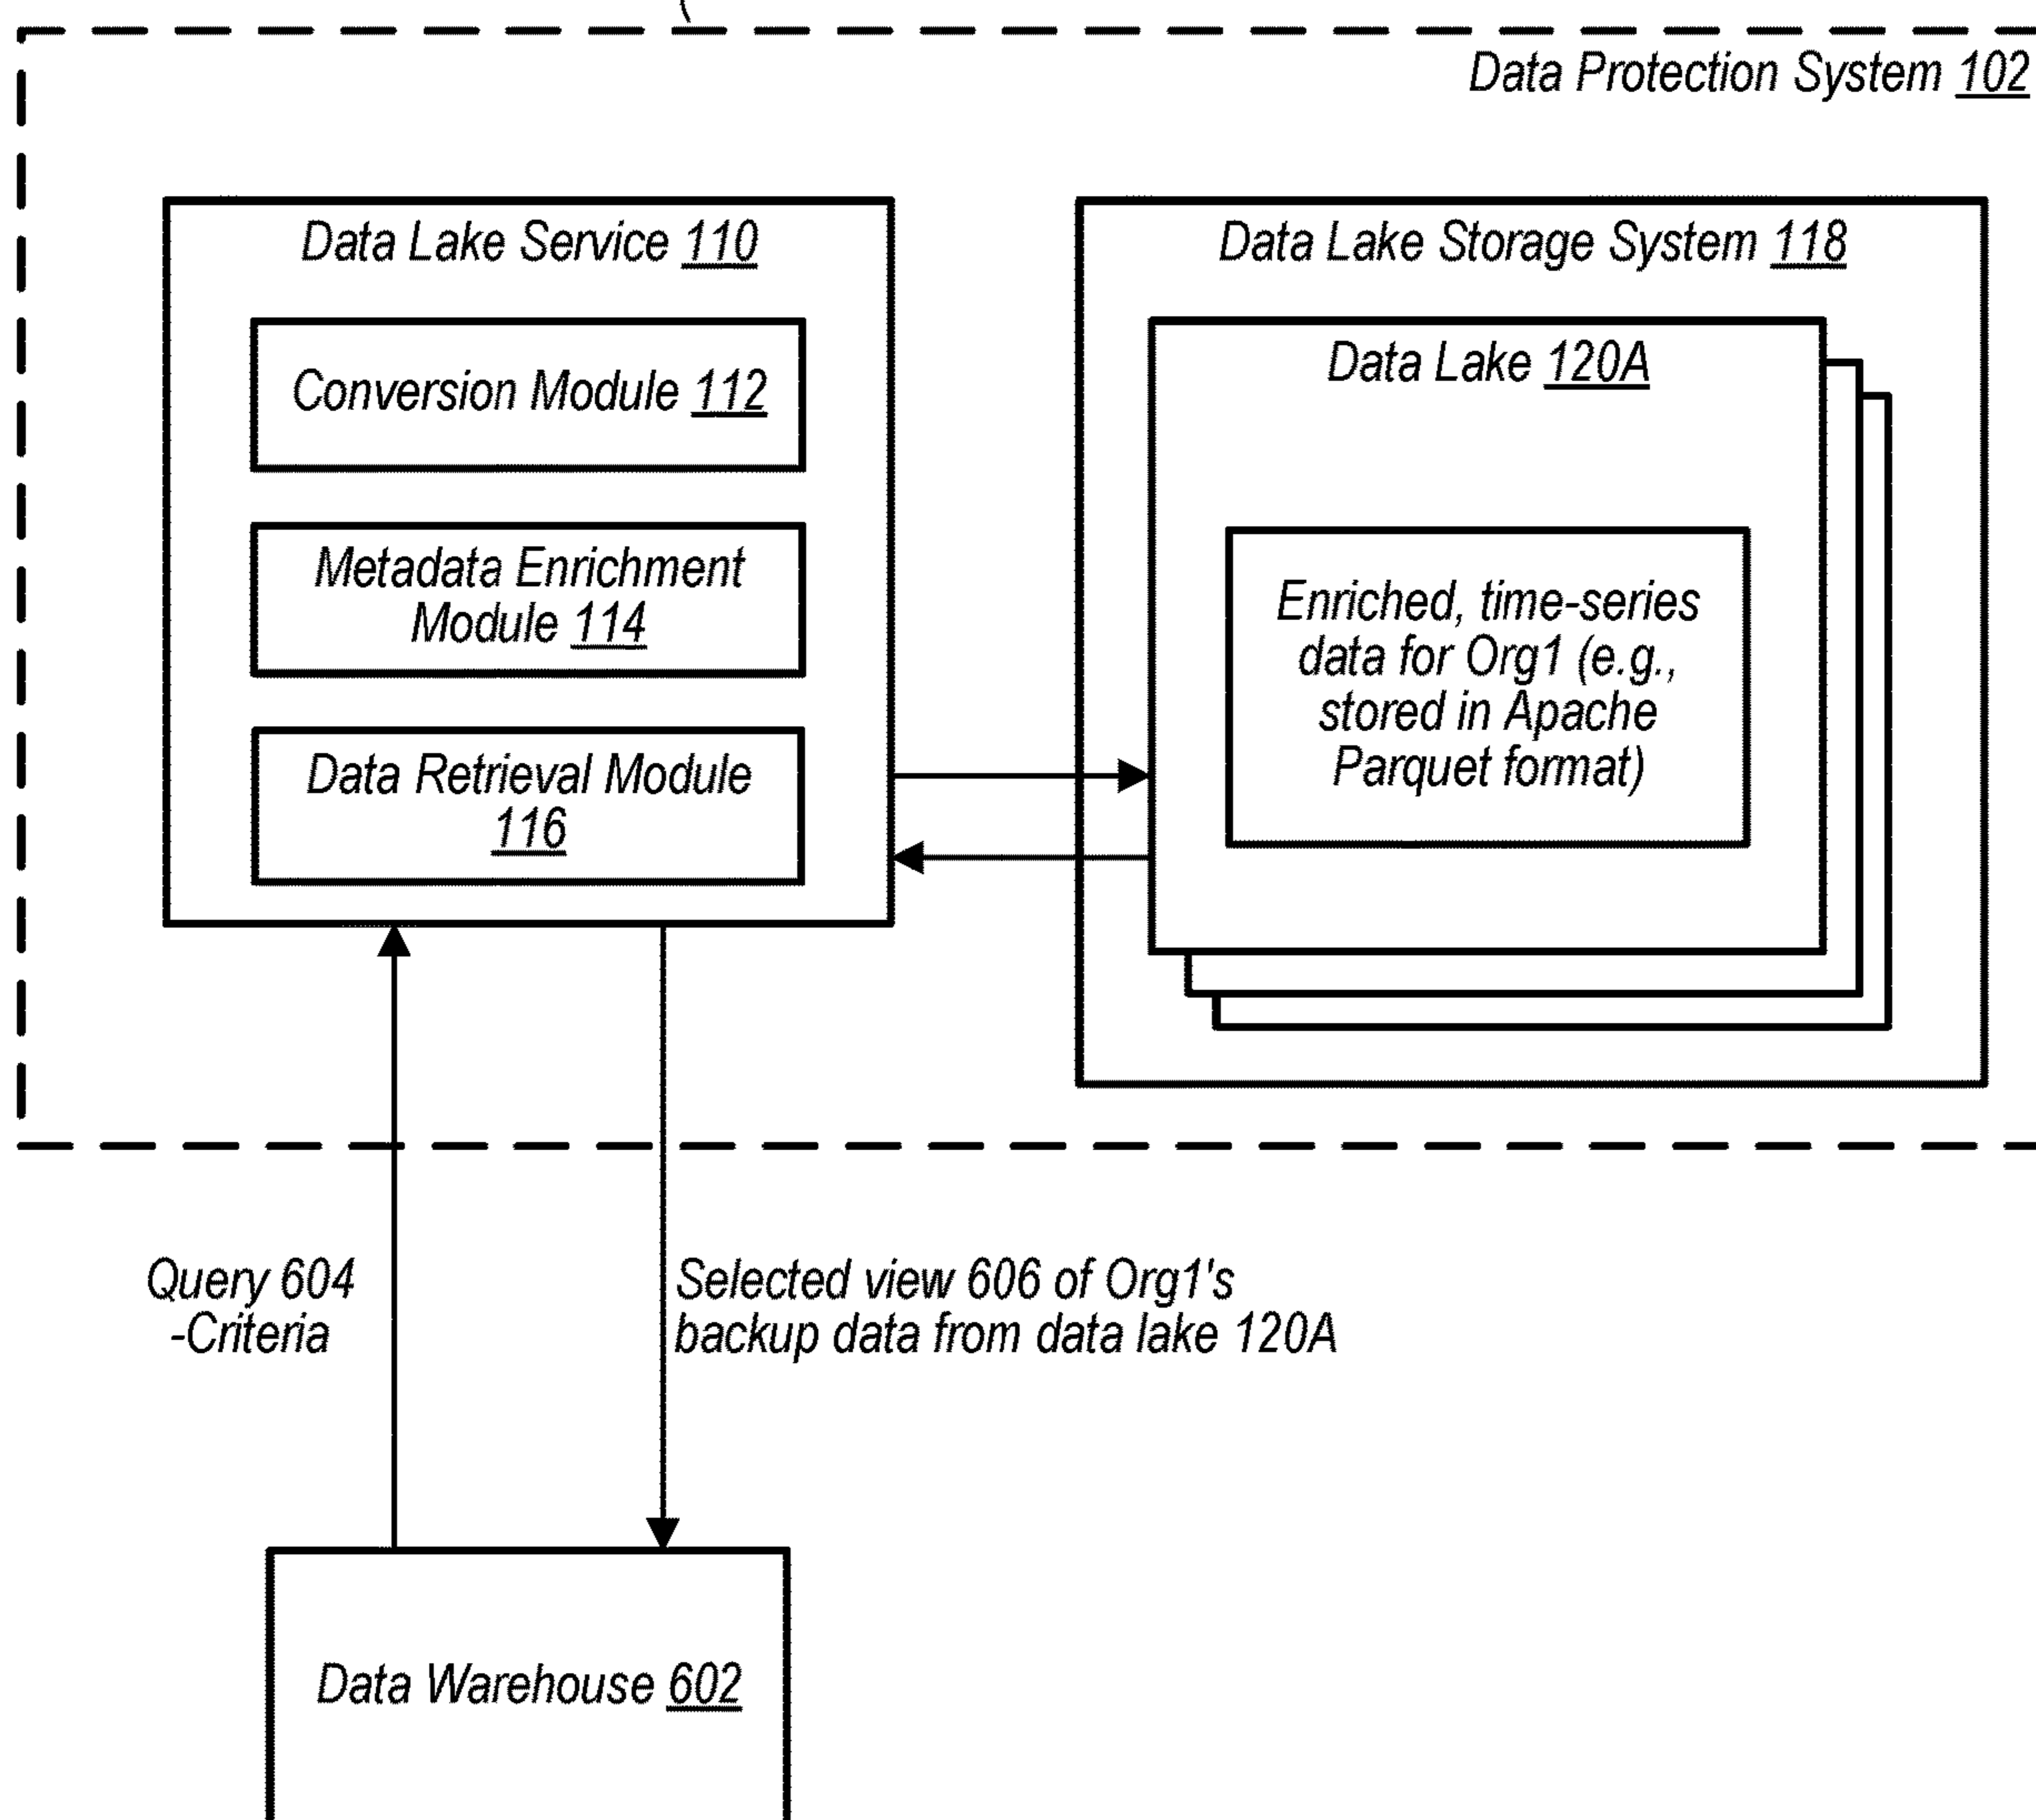 Data Protection System 102
Data Lake Service 110
Conversion Module 112
Metadata Enrichment
Module 114
Data Retrieval Module
116
Data Lake Storage System 118
Data Lake 120A
Enriched, time-series
data for Org1 (e.g.,
stored in Apache
Parquet format)
Query 604
-Criteria
Selected view 606 of Org1's
backup data from data lake 120A
Data Warehouse 602